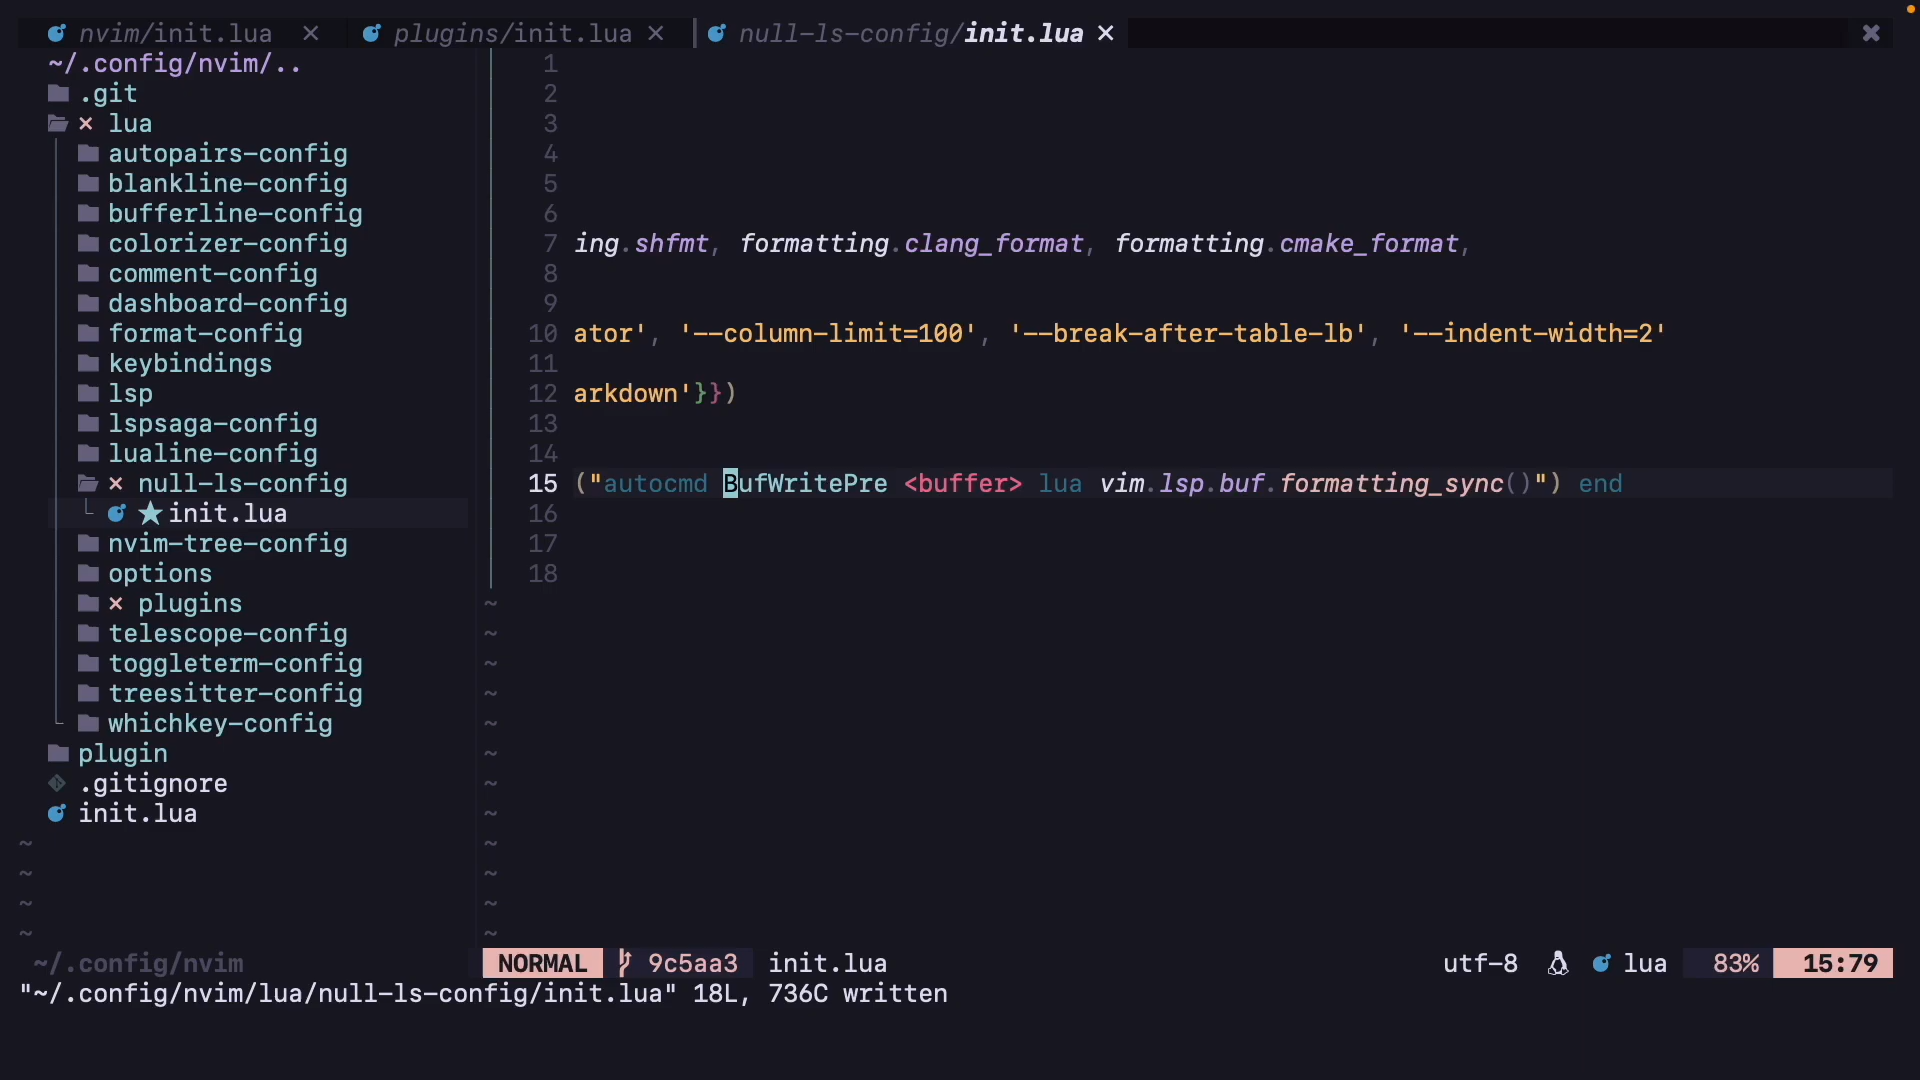 nvim/init.lua × plugins/init.lua × null-ls-config/init.lua ×
~/.config/nvim/..
.git
lua
autopairs-config
blankline-config
bufferline-config
colorizer-config
comment-config
dashboard-config
format-config
keybindings
lsp
lspsaga-config
lualine-config
null-ls-config
init.lua
nvim-tree-config
options
plugins
telescope-config
toggleterm-config
treesitter-config
whichkey-config
plugin
.gitignore
init.lua
~
~
~
~
1
2
3
4
5
6
7 ing.shfmt, formatting.clang_format, formatting.cmake_format,
8
9
10 ator', '--column-limit=100', '--break-after-table-lb', '--indent-width=2'
11
12 arkdown'}})
13
14
15 ("autocmd BufWritePre <buffer> lua vim.lsp.buf.formatting_sync()") end
16
17
18
~
~
~
~
~
~
~
~
~
~
~
~
~/.config/nvim NORMAL 9c5aa3 init.lua utf-8 lua 83% 15:79
"~/.config/nvim/lua/null-ls-config/init.lua" 18L, 736C written